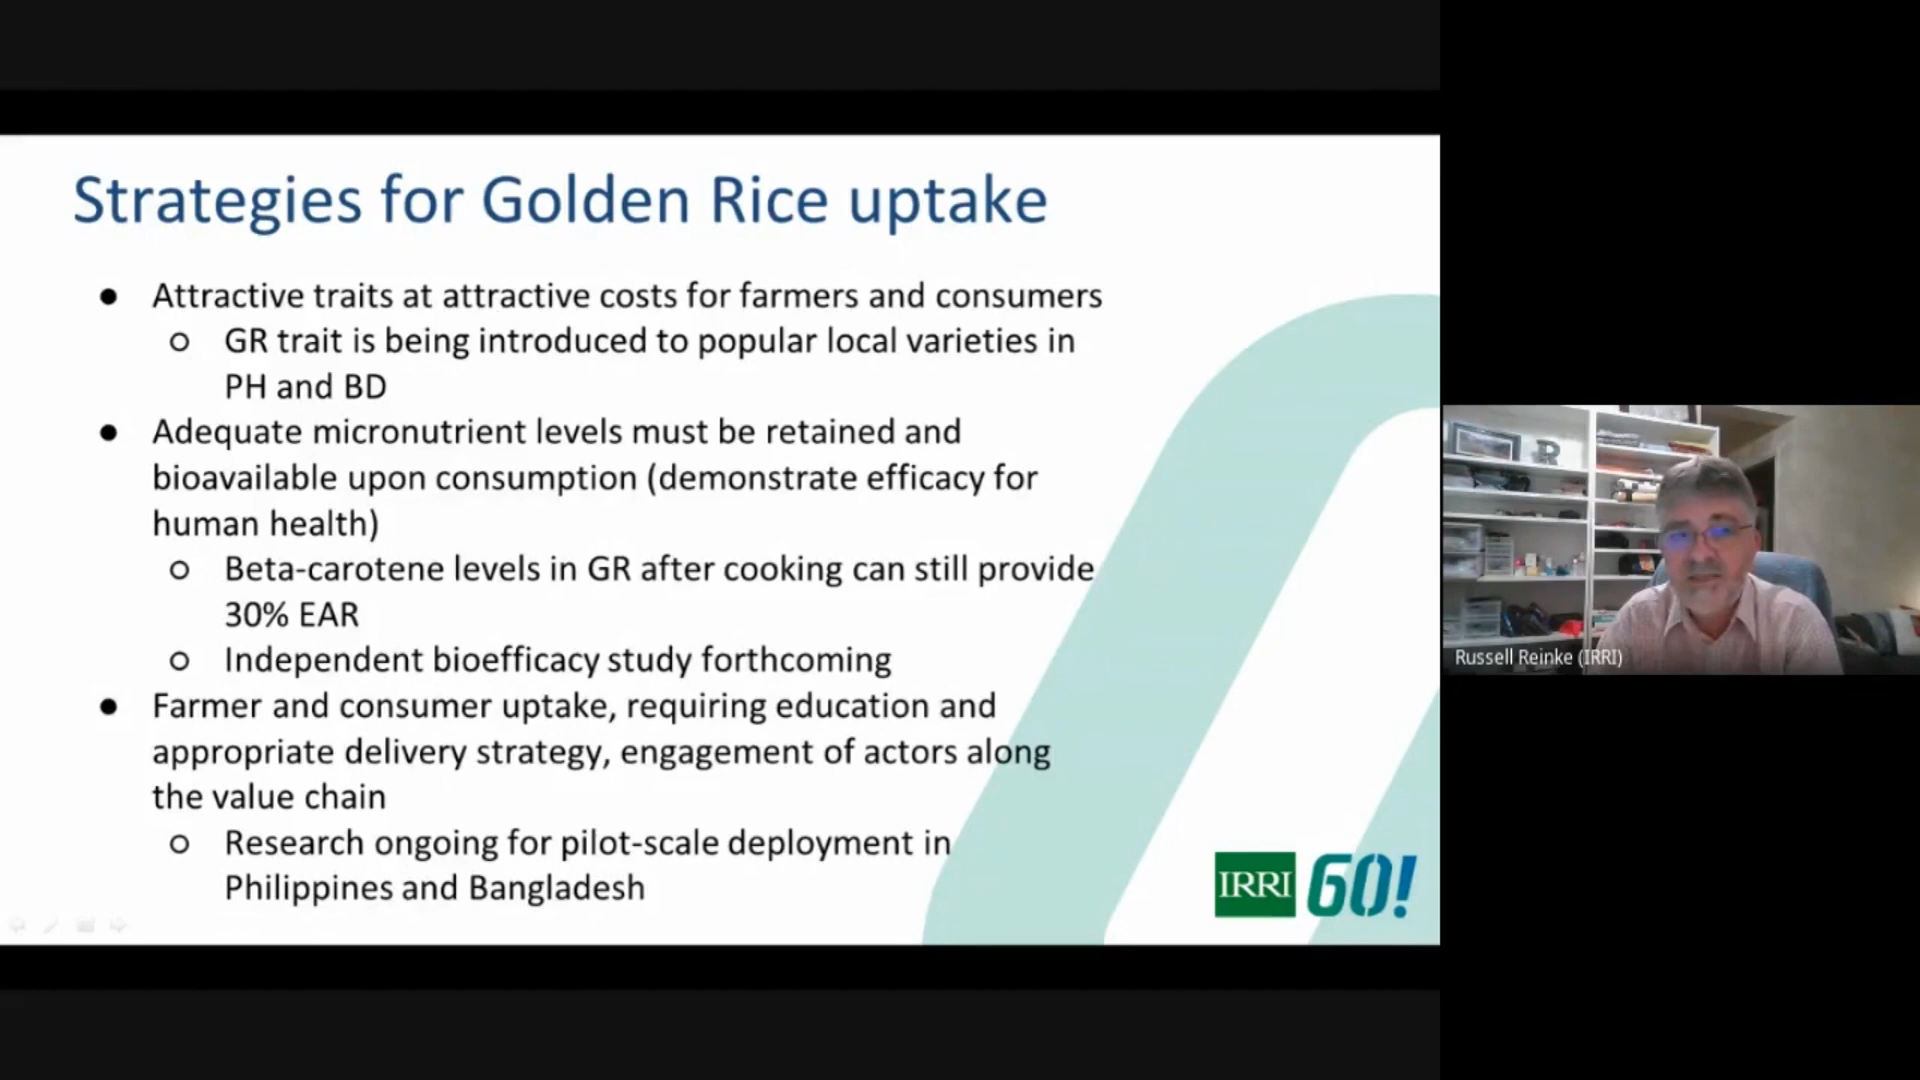 Strategies for Golden Rice uptake
● Attractive traits at attractive costs for farmers and consumers
○ GR trait is being introduced to popular local varieties in
PH and BD
● Adequate micronutrient levels must be retained and
bioavailable upon consumption (demonstrate efficacy for
human health)
○ Beta-carotene levels in GR after cooking can still provide
30% EAR
○ Independent bioefficacy study forthcoming
● Farmer and consumer uptake, requiring education and
appropriate delivery strategy, engagement of actors along
the value chain
○ Research ongoing for pilot-scale deployment in
Philippines and Bangladesh
IRRI 60!
R
Russell Reinke (IRRI)